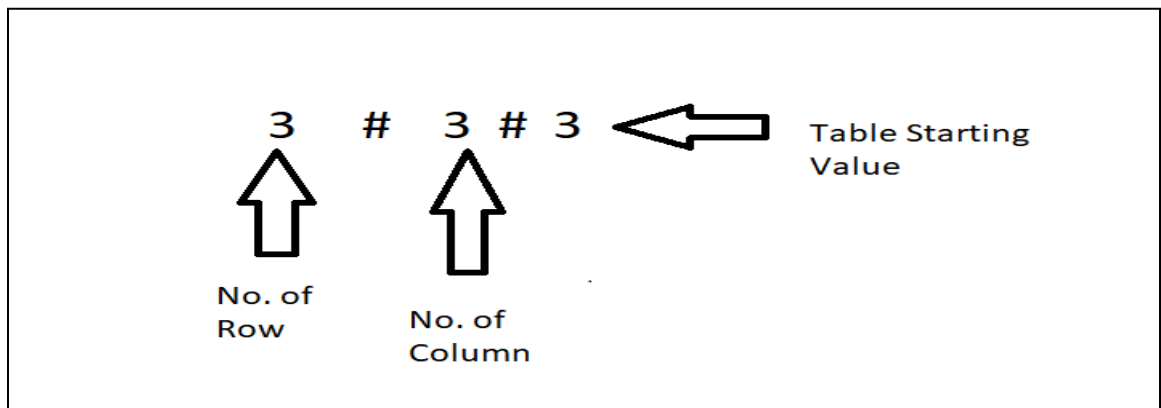 3 # 3 # 3
Table Starting
Value
No. of
Row
No. of
Column